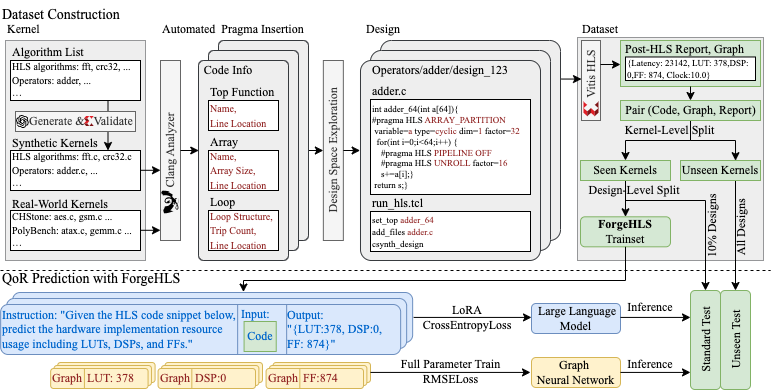 Dataset Construction
Kernel
Automated Pragma Insertion
Design
Dataset
Algorithm List
HLS algorithms: fft, crc32, ...
Operators: adder, ...
...
Generate & Validate
Synthetic Kernels
HLS algorithms: fft.c, crc32.c
Operators: adder.c, ...
Real-World Kernels
CHStone: aes.c, gsm.c ...
PolyBench: atax.c, gemm.c ...
Clang Analyzer
Code Info
Top Function
Name,
Line Location
Array
Name,
Array Size,
Line Location
Loop
Loop Structure,
Trip Count,
Line Location
Design Space Exploration
Operators/adder/design_123
adder.c
int adder_64(int a[64]){
#pragma HLS ARRAY_PARTITION
variable=a type=cyclic dim=1 factor=32
for(int i=0;i<64;i++) {
#pragma HLS PIPELINE OFF
#pragma HLS UNROLL factor=16
s+=a[i];}
return s;}
run_hls.tcl
set_top adder_64
add_files adder.c
csynth_design
Vitis HLS
Post-HLS Report, Graph
{Latency: 23142, LUT: 378,DSP:
0,FF: 874, Clock:10.0}
Pair (Code, Graph, Report)
Kernel-Level Split
Seen Kernels
Unseen Kernels
Design-Level Split
ForgeHLS
Trainset
10% Designs
All Designs
QoR Prediction with ForgeHLS
Instruction: "Given the HLS code snippet below,
predict the hardware implementation resource
usage including LUTs, DSPs, and FFs."
Input:
Code
Output:
"{LUT:378, DSP:0,
FF: 874}"
LoRA
CrossEntropyLoss
Large Language
Model
Inference
Graph LUT: 378
Graph DSP:0
Graph FF:874
Full Parameter Train
RMSELoss
Graph
Neural Network
Inference
Standard Test
Unseen Test